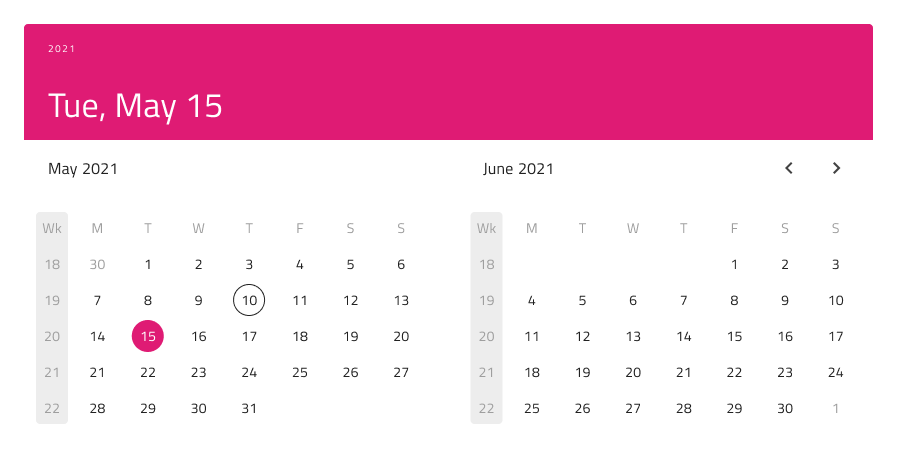 2021
Tue, May 15
May 2021
June 2021
Wk M T W T F S S
18 30 1 2 3 4 5 6
19 7 8 9 10 11 12 13
20 14 15 16 17 18 19 20
21 21 22 23 24 25 26 27
22 28 29 30 31
Wk M T W T F S S
18 1 2 3
19 4 5 6 7 8 9 10
20 11 12 13 14 15 16 17
21 18 19 20 21 22 23 24
22 25 26 27 28 29 30 1